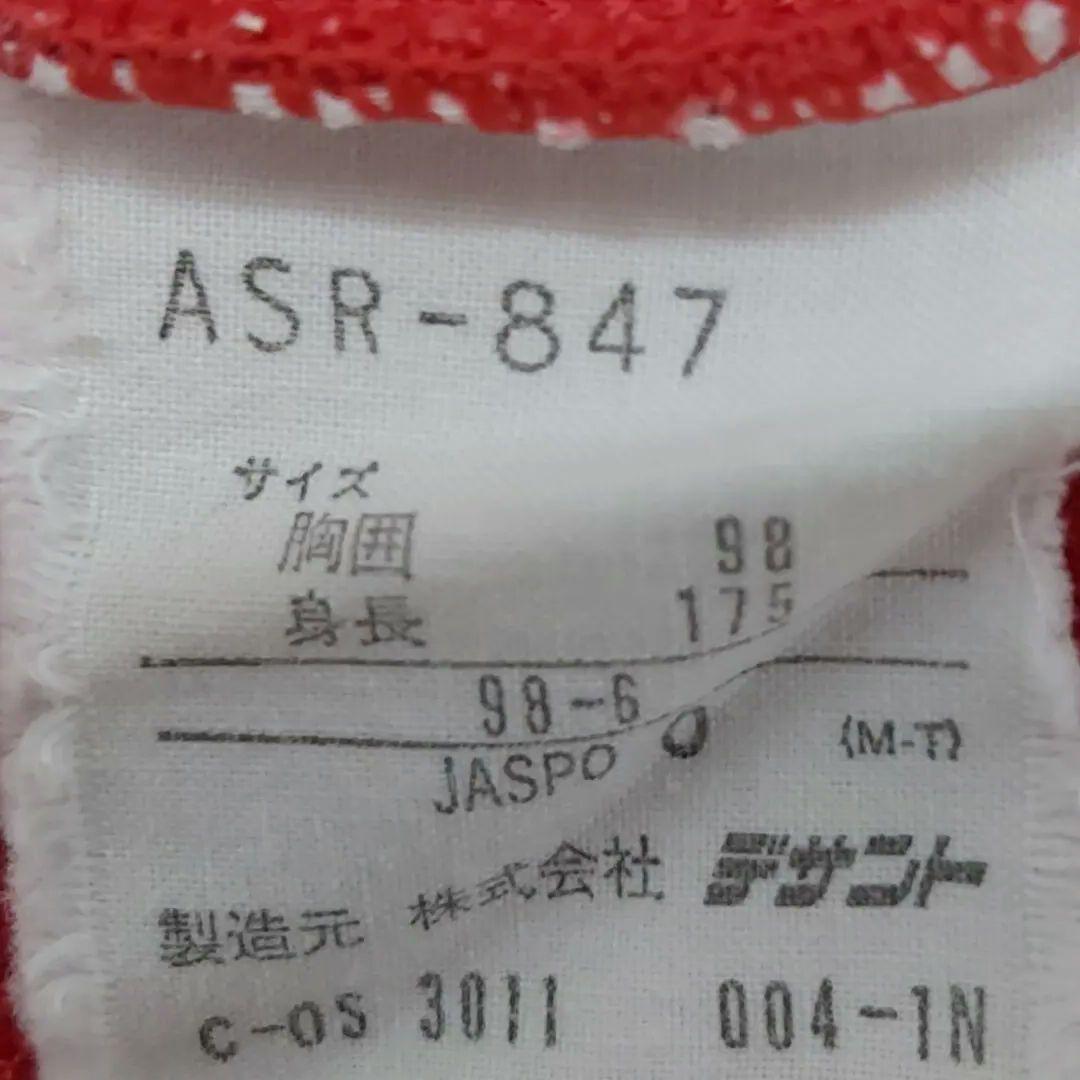 ASR-847
サイズ
胸囲 98
身長 175
98-6
JASPO O (M-T)
製造元 株式会社 デサント
C-OS 3011 004-1N